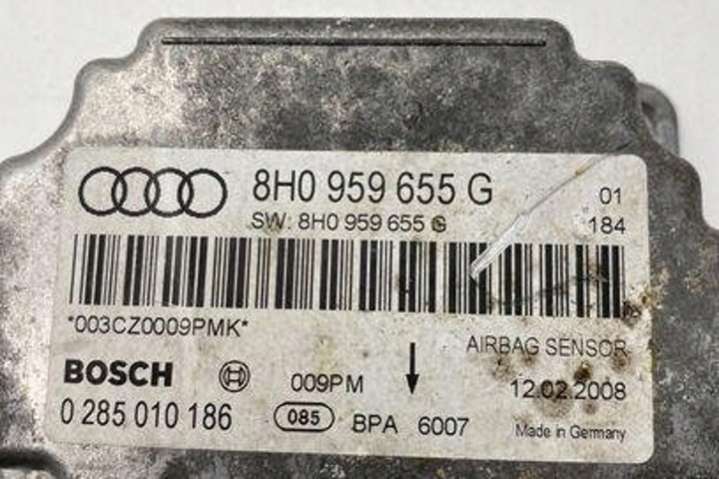 8H0 959 655 G 01
SW: 8H0 959 655 G 184
*003CZ0009PMK*
AIRBAG SENSOR
BOSCH 009PM 12.02.2008
0 285 010 186 085 BPA 6007 Made in Germany